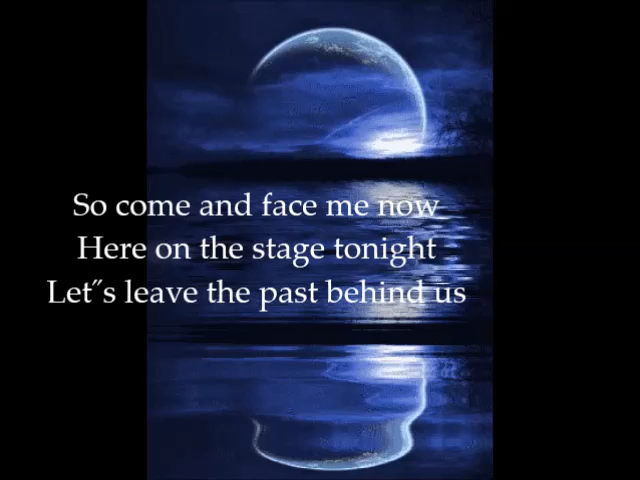 So come and face me now
Here on the stage tonight
Let˝s leave the past behind us